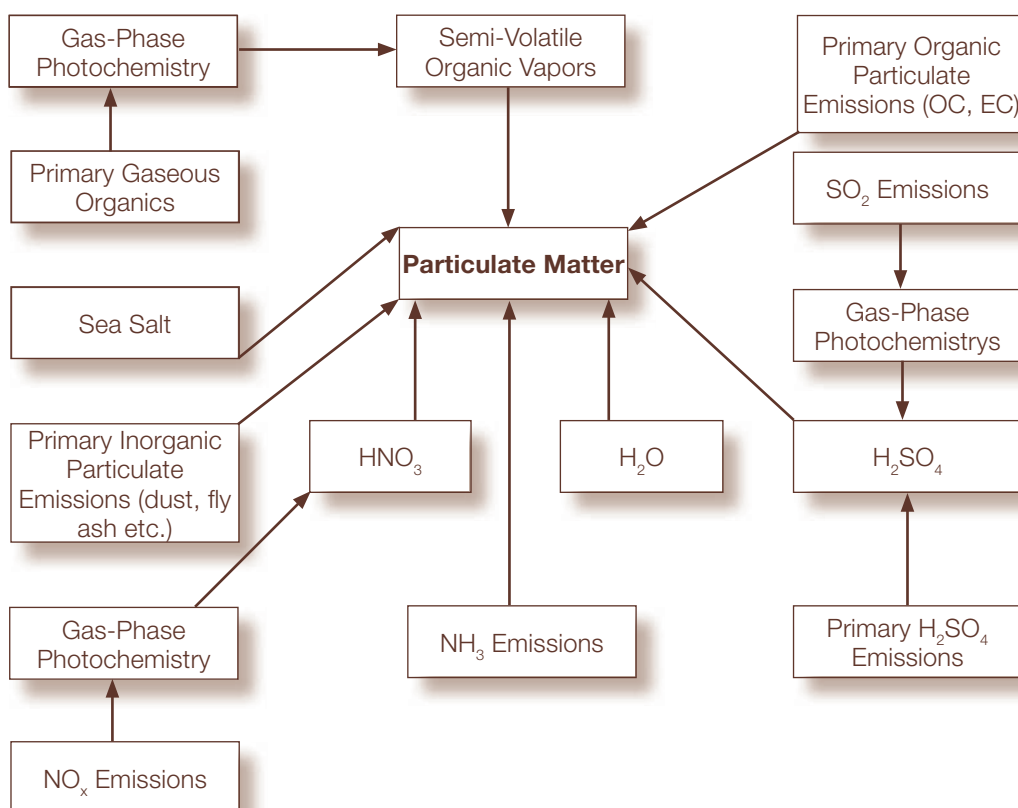 Gas-Phase
Photochemistry
Semi-Volatile
Organic Vapors
Primary Organic
Particulate
Emissions (OC, EC)
Primary Gaseous
Organics
SO₂ Emissions
Particulate Matter
Sea Salt
Gas-Phase
Photochemistrys
Primary Inorganic
Particulate
Emissions (dust, fly
ash etc.)
HNO₃
H₂O
H₂SO₄
Gas-Phase
Photochemistry
NH₃ Emissions
Primary H₂SO₄
Emissions
NOₓ Emissions